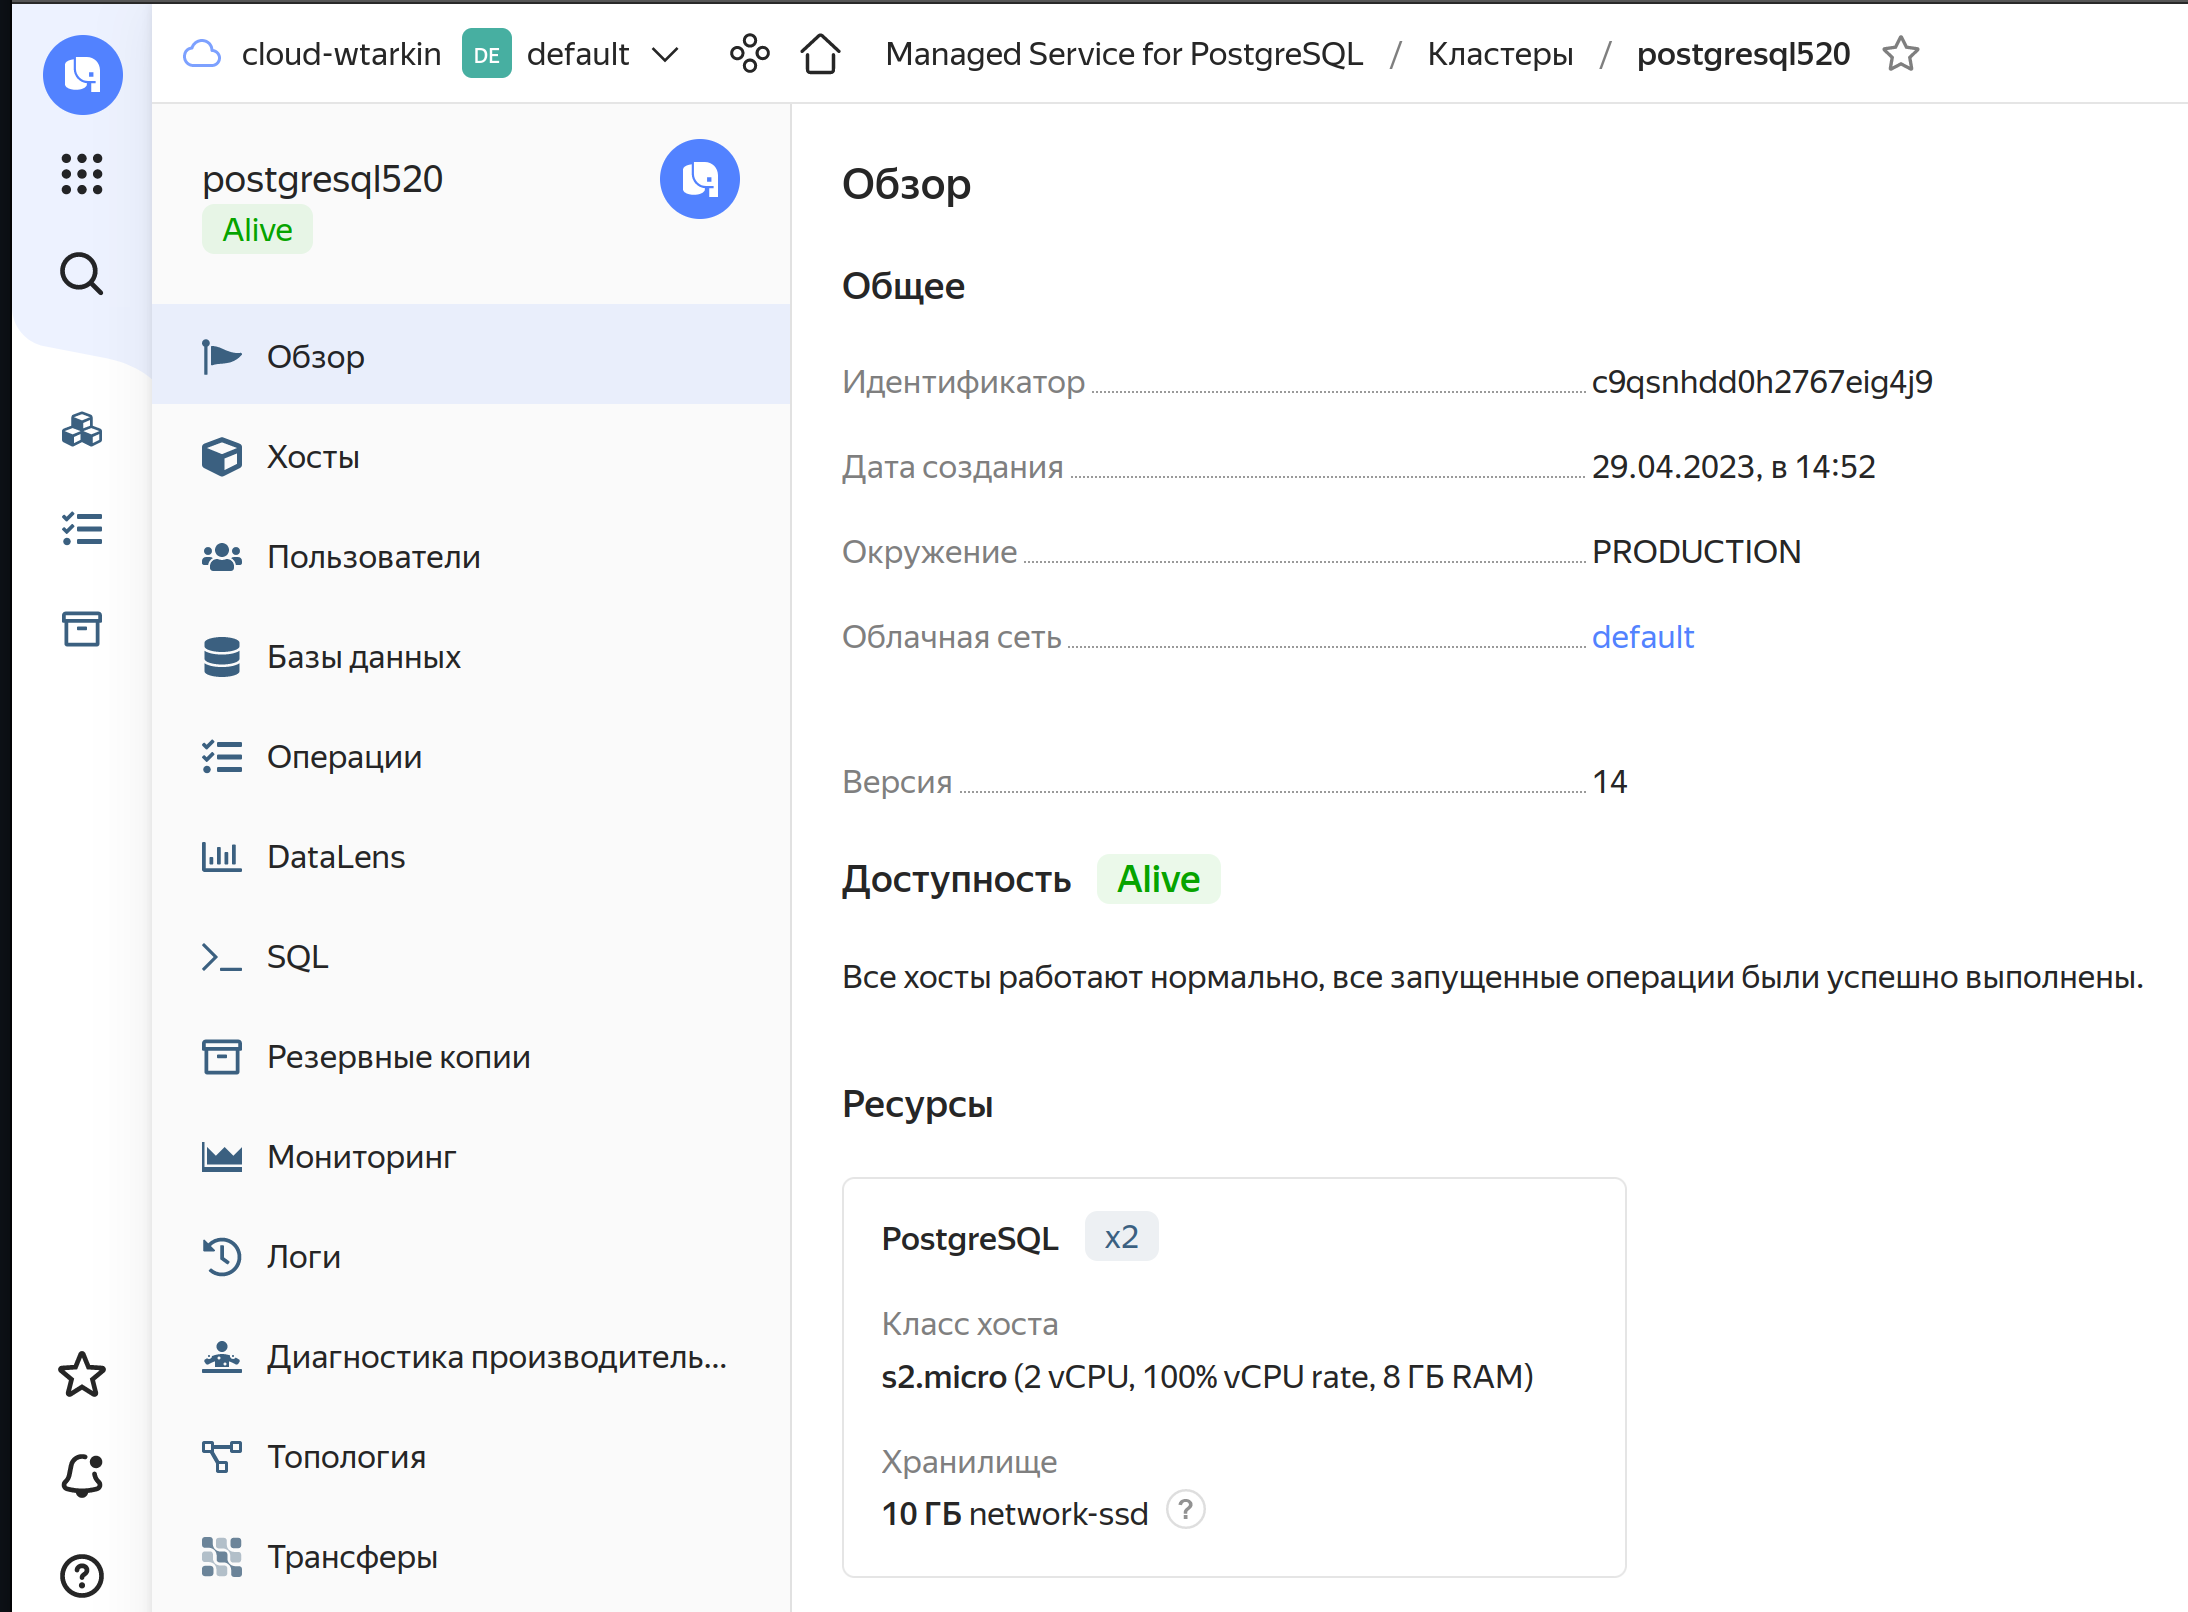 cloud-wtarkin DE default Managed Service for PostgreSQL / Кластеры / postgresql520
postgresql520
Alive
Обзор
Хосты
Пользователи
Базы данных
Операции
DataLens
SQL
Резервные копии
Мониторинг
Логи
Диагностика производитель...
Топология
Трансферы
Обзор
Общее
Идентификатор c9qsnhdd0h2767eig4j9
Дата создания 29.04.2023, в 14:52
Окружение PRODUCTION
Облачная сеть default
Версия 14
Доступность Alive
Все хосты работают нормально, все запущенные операции были успешно выполнены.
Ресурсы
PostgreSQL x2
Класс хоста
s2.micro (2 vCPU, 100% vCPU rate, 8 ГБ RAM)
Хранилище
10 ГБ network-ssd ?